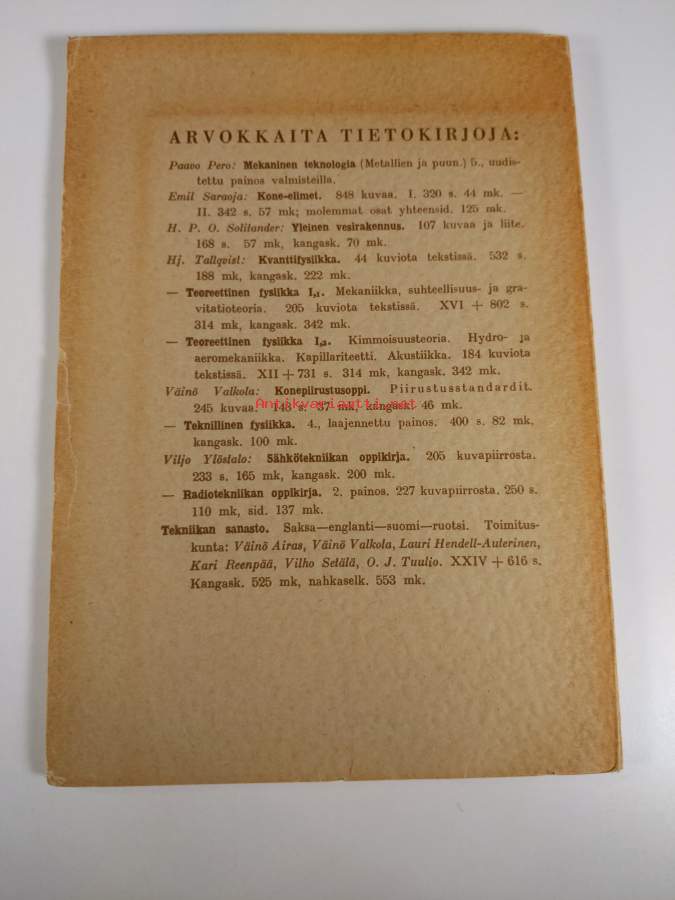 ARVOKKAITA TIETOKIRJOJA:
Paavo Pero: Mekaninen teknologia (Metallien ja puun.) 5., uudis-
tettu painos valmisteilla.
Emil Saraoja: Kone-elimet. 848 kuvaa. I. 320 s. 44 mk. —
II. 342 s. 57 mk; molemmat osat yhteensid. 125 mk.
H. P. O. Solitander: Yleinen vesirakennus. 107 kuvaa ja liite.
168 s. 57 mk, kangask. 70 mk.
Hj. Tallqvist: Kvanttifysiikka. 44 kuviota tekstissä. 532 s.
188 mk, kangask. 222 mk.
— Teoreettinen fysiikka I,1. Mekaniikka, suhteellisuus- ja gra-
vitatioteoria. 205 kuviota tekstissä. XVI + 802 s.
314 mk, kangask. 342 mk.
— Teoreettinen fysiikka I,2. Kimmoisuusteoria. Hydro- ja
aeromekaniikka. Kapillariteetti. Akustiikka. 184 kuviota
tekstissä. XII + 731 s. 314 mk, kangask. 342 mk.
Väinö Valkola: Konepiirustusoppi. Piirustusstandardit.
245 kuvaa. 143 s. 37 mk, kangask. 46 mk.
Antikvariaatti.net
— Teknillinen fysiikka. 4., laajennettu painos. 400 s. 82 mk,
kangask. 100 mk.
Viljo Ylöstalo: Sähkötekniikan oppikirja. 205 kuvapiirrosta.
233 s. 165 mk, kangask. 200 mk.
— Radiotekniikan oppikirja. 2. painos. 227 kuvapiirrosta. 250 s.
110 mk, sid. 137 mk.
Tekniikan sanasto. Saksa—englanti—suomi—ruotsi. Toimitus-
kunta: Väinö Airas, Väinö Valkola, Lauri Hendell-Auterinen,
Kari Reenpää, Vilho Setälä, O. J. Tuulio. XXIV + 616 s.
Kangask. 525 mk, nahkaselk. 553 mk.